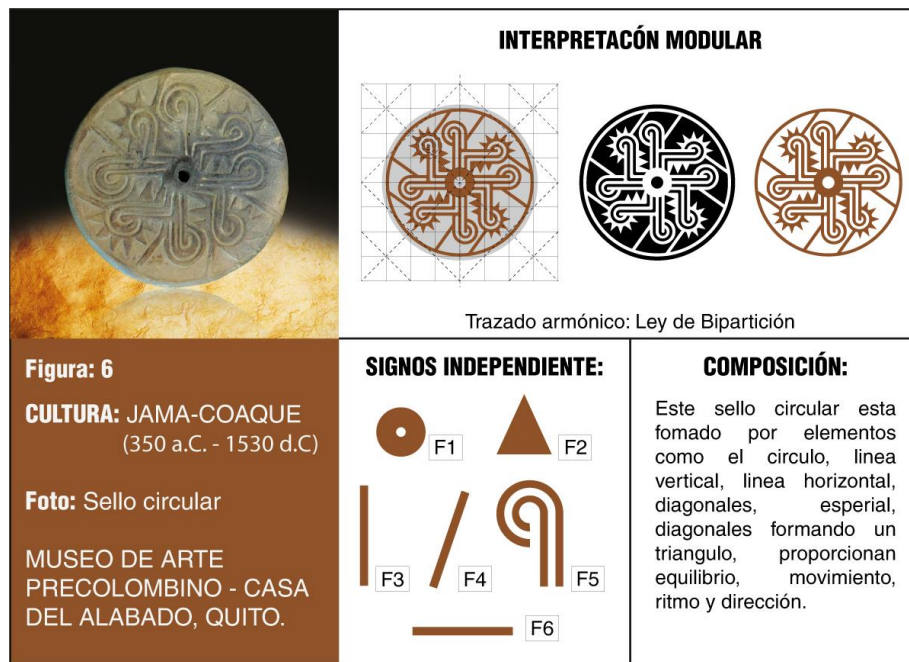 INTERPRETACÓN MODULAR
Trazado armónico: Ley de Bipartición
Figura: 6
CULTURA: JAMA-COAQUE
(350 a.C. - 1530 d.C)
Foto: Sello circular
MUSEO DE ARTE
PRECOLOMBINO - CASA
DEL ALABADO, QUITO.
SIGNOS INDEPENDIENTE:
F1
F2
F3
F4
F5
F6
COMPOSICIÓN:
Este sello circular esta
fomado por elementos
como el circulo, linea
vertical, linea horizontal,
diagonales, esperial,
diagonales formando un
triangulo, proporcionan
equilibrio, movimiento,
ritmo y dirección.